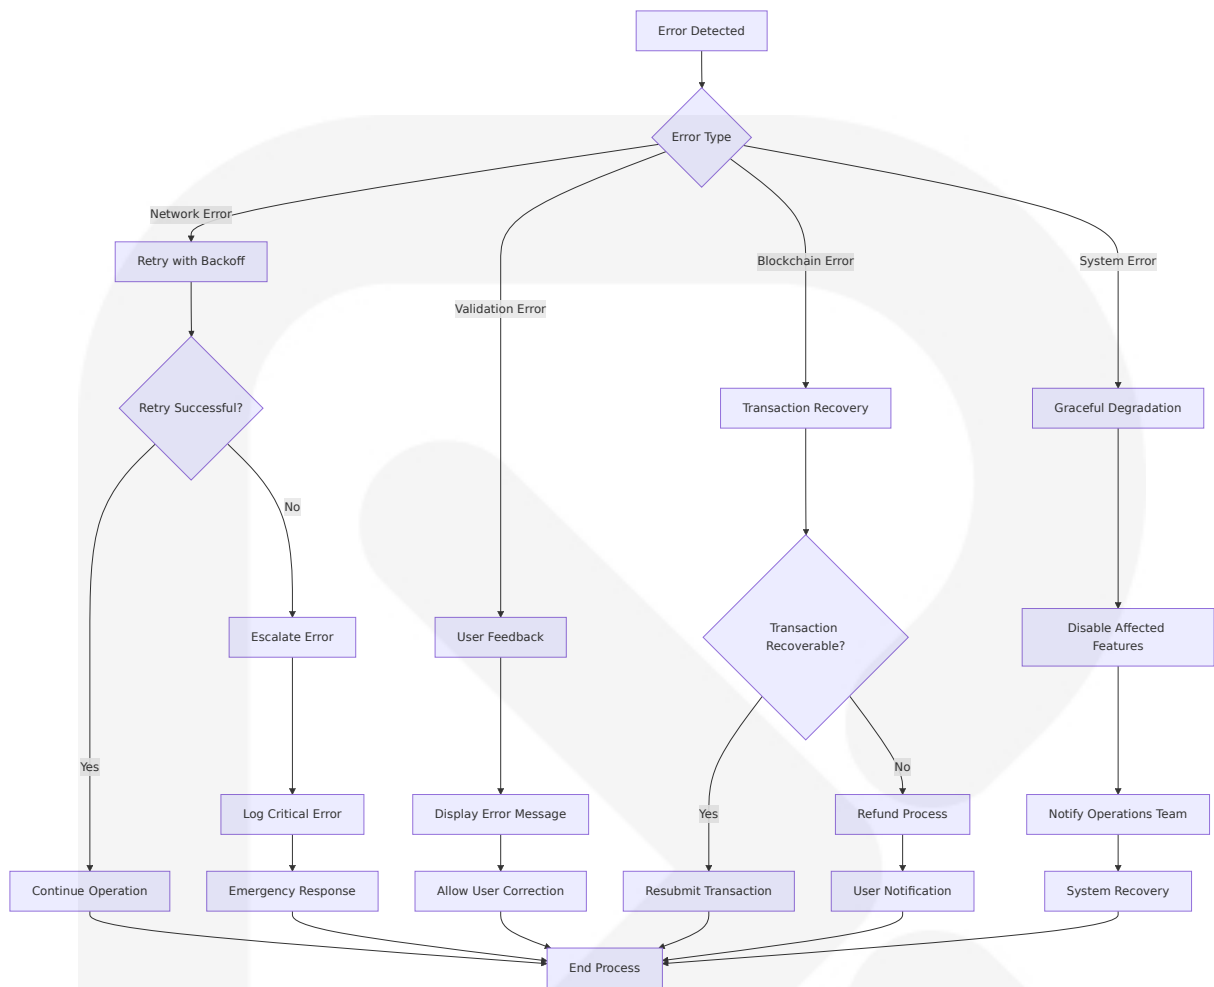 Error Detected
Error Type
Network Error
Retry with Backoff
Blockchain Error
System Error
Validation Error
Retry Successful?
Transaction Recovery
Graceful Degradation
No
Escalate Error
User Feedback
Transaction
Recoverable?
Disable Affected
Features
Yes
No
Log Critical Error
Display Error Message
Yes
Refund Process
Notify Operations Team
Continue Operation
Emergency Response
Allow User Correction
Resubmit Transaction
User Notification
System Recovery
End Process